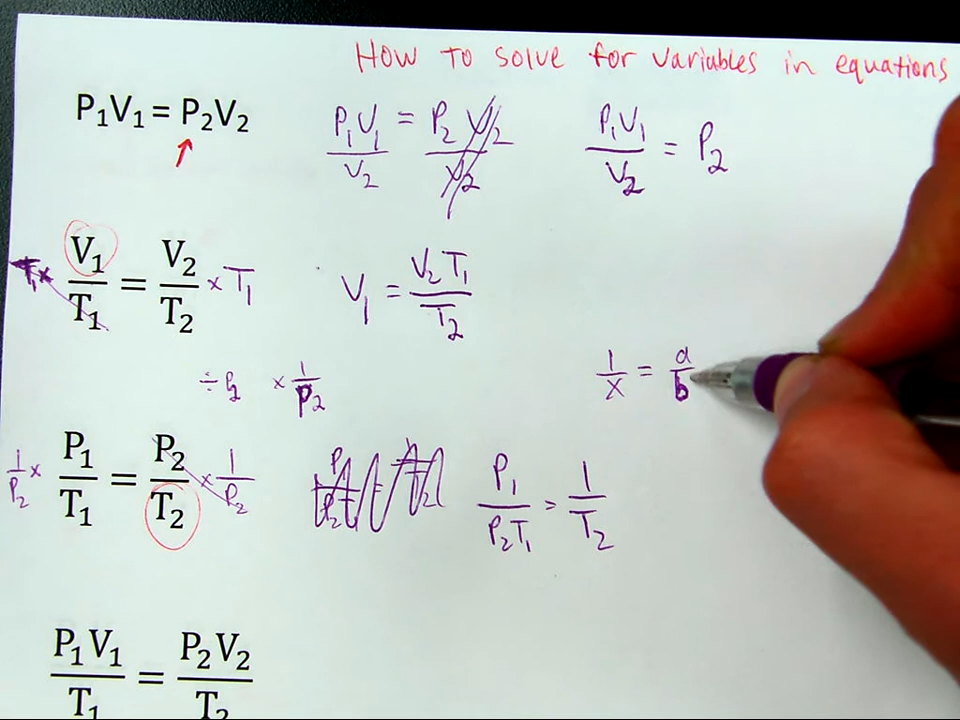 How to solve for variables in equations
P₁V₁ = P₂V₂
P₁V₁/V₂ = P₂V₂/V₂
P₁V₁/V₂ = P₂
T₁ × V₁/T₁ = V₂/T₂ × T₁
V₁ = V₂T₁/T₂
÷ P₂ × 1/P₂
1/x = a/b
1/P₂ × P₁/T₁ = P₂/T₂ × 1/P₂
P₁/P₂T₁ = 1/T₂
P₁V₁/T₁ = P₂V₂/T₂